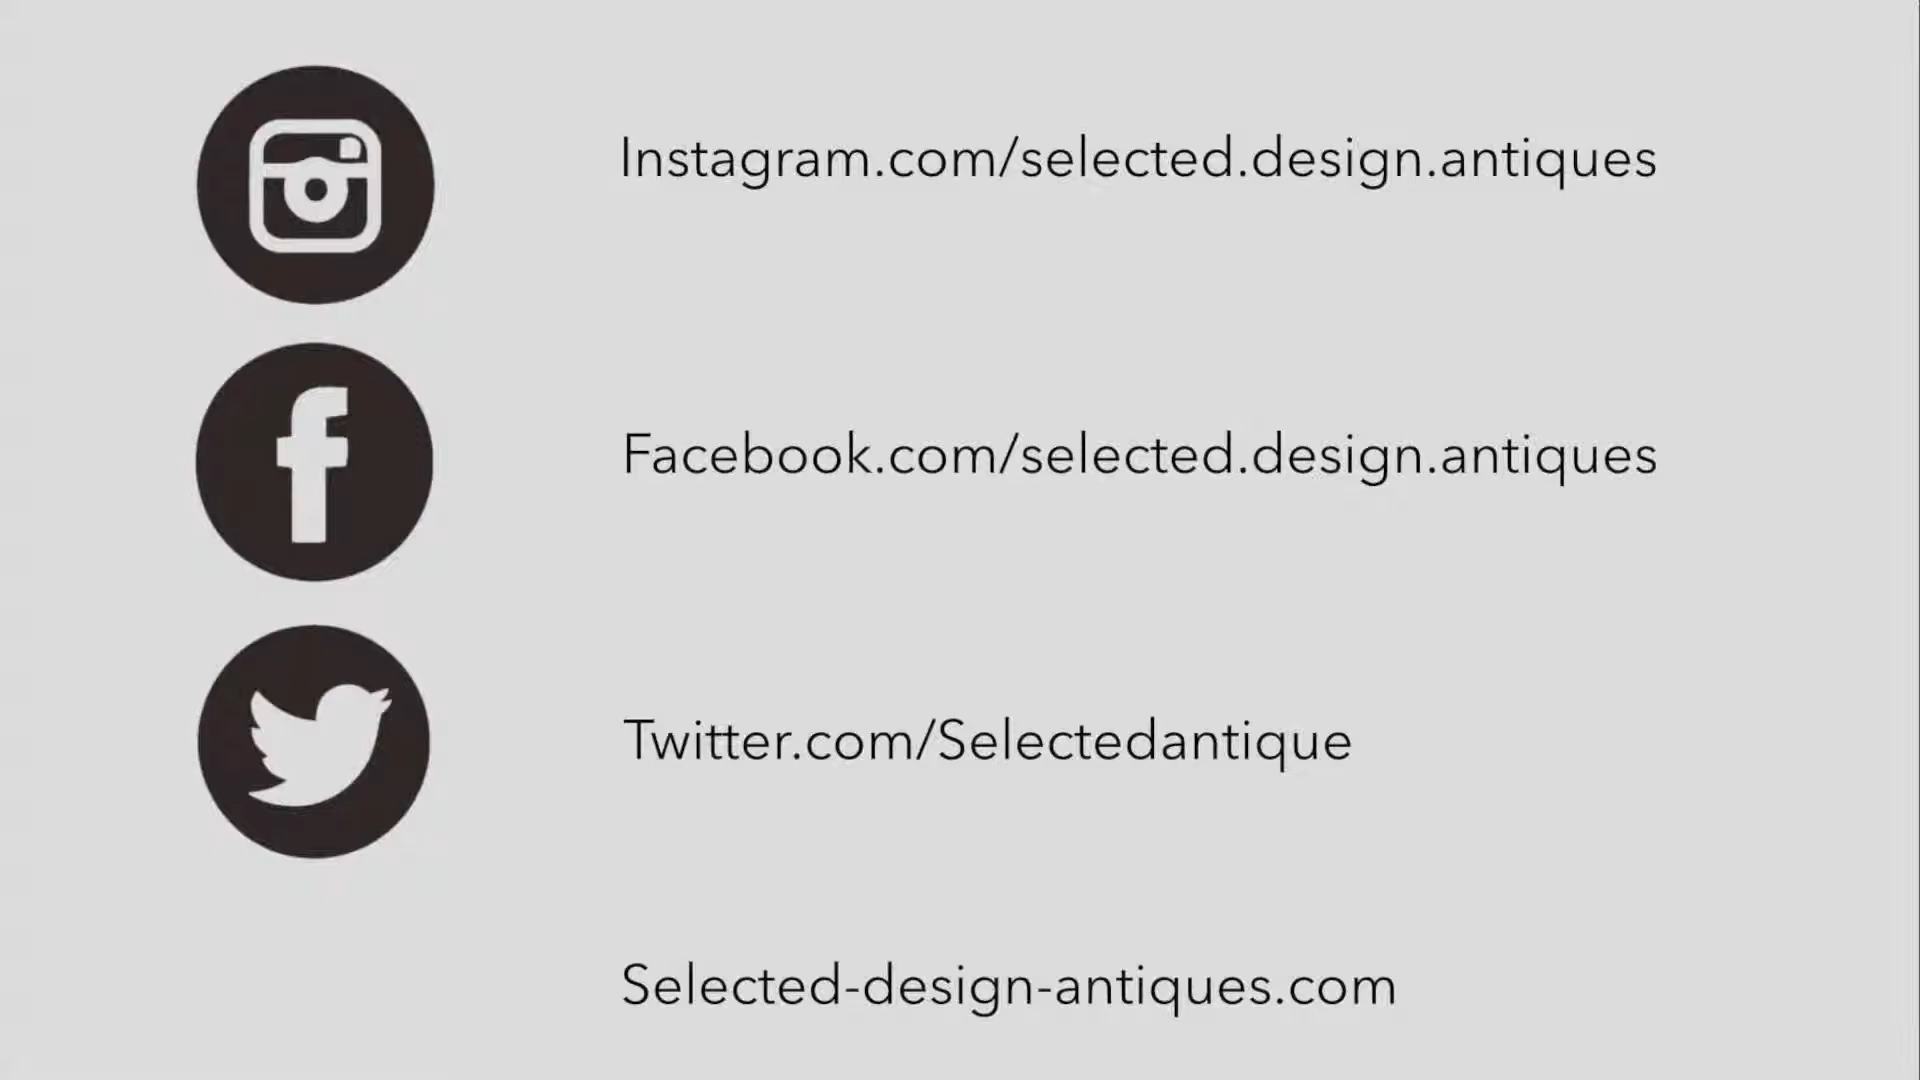 Instagram.com/selected.design.antiques
Facebook.com/selected.design.antiques
Twitter.com/Selectedantique
Selected-design-antiques.com